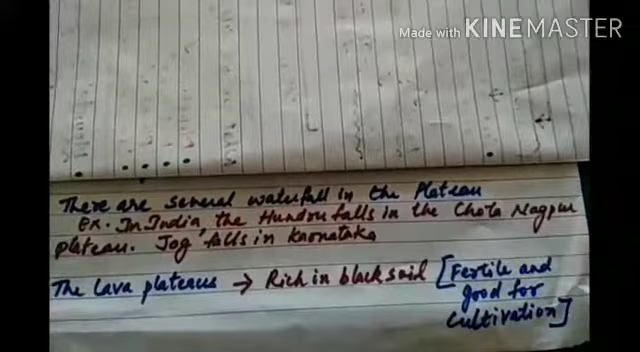 Made with KINEMASTER
There are several waterfall in the Plateau
ex. In India, the Hundru falls in the Chota Nagpur
plateau. Jog falls in Karnataka
The Lava plateaus → Rich in black soil [Fertile and
good for
cultivation]